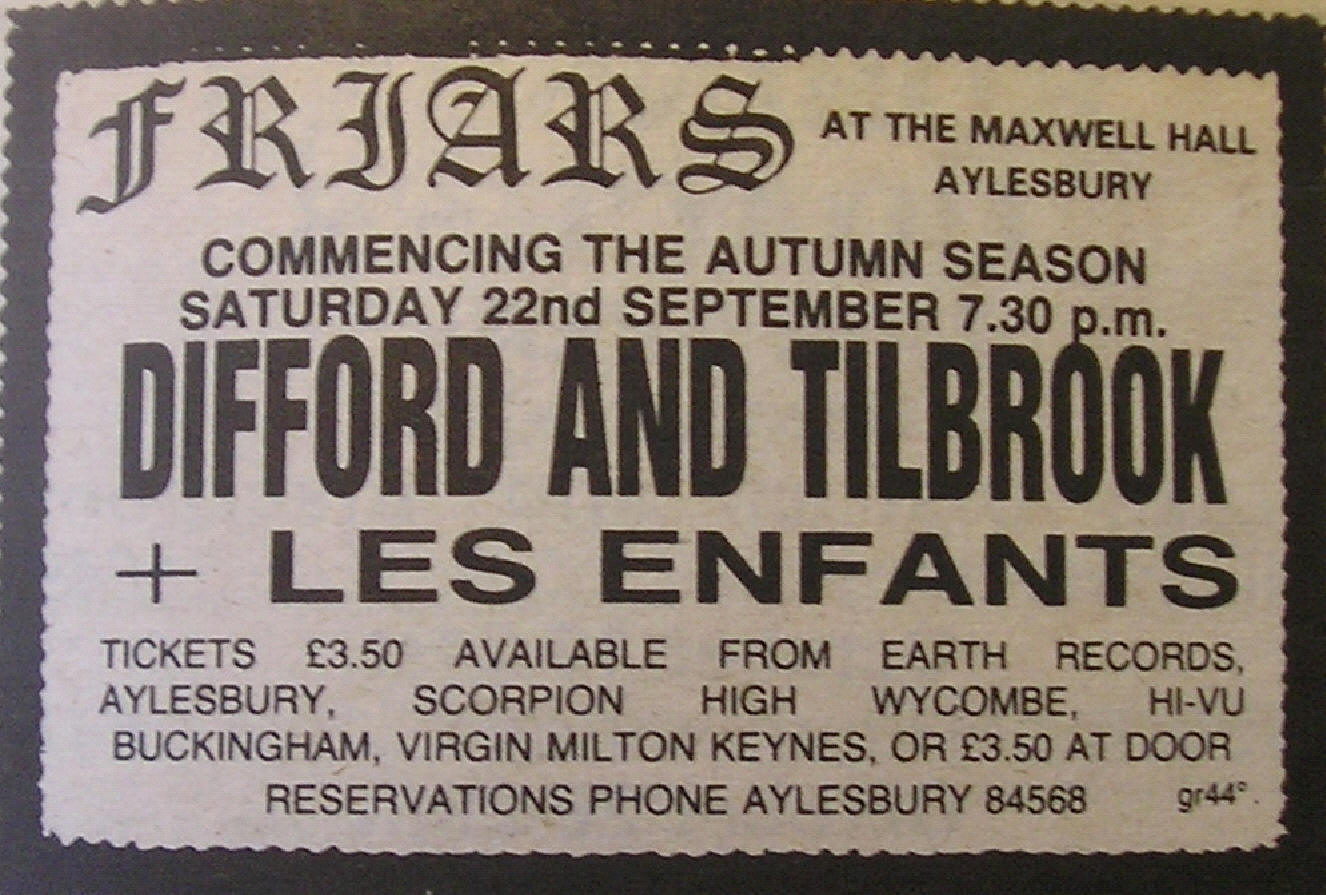 FRIARS AT THE MAXWELL HALL
AYLESBURY
COMMENCING THE AUTUMN SEASON
SATURDAY 22nd SEPTEMBER 7.30 p.m.
DIFFORD AND TILBROOK
+ LES ENFANTS
TICKETS £3.50 AVAILABLE FROM EARTH RECORDS,
AYLESBURY, SCORPION HIGH WYCOMBE, HI-VU
BUCKINGHAM, VIRGIN MILTON KEYNES, OR £3.50 AT DOOR
RESERVATIONS PHONE AYLESBURY 84568 gr44°.